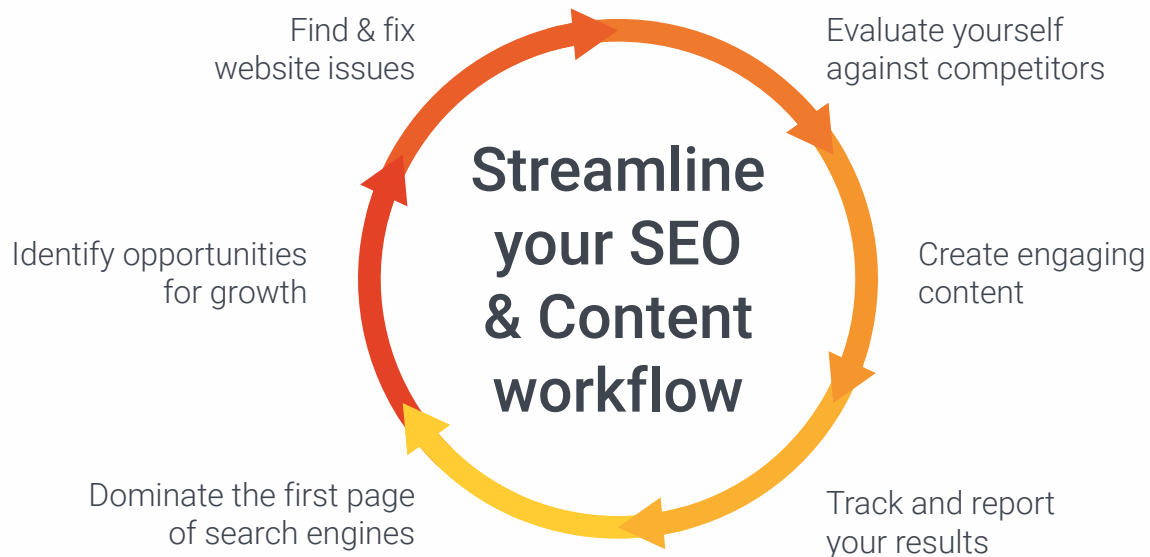 Find & fix
website issues
Evaluate yourself
against competitors
Streamline
your SEO
& Content
workflow
Identify opportunities
for growth
Create engaging
content
Dominate the first page
of search engines
Track and report
your results